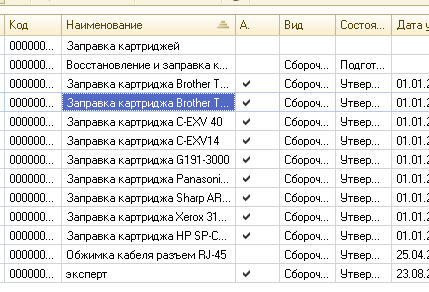 Код Наименование А. Вид Состоя... Дата у
000000... Заправка картриджей
000000... Восстановление и заправка к... Сбороч... Подгот...
000000... Заправка картриджа Brother T... ✓ Сбороч... Утвер... 01.01.2
000000... Заправка картриджа Brother T... ✓ Сбороч... Утвер... 01.01.2
000000... Заправка картриджа C-EXV 40 ✓ Сбороч... Утвер... 01.01.2
000000... Заправка картриджа C-EXV14 ✓ Сбороч... Утвер... 01.01.2
000000... Заправка картриджа G191-3000 ✓ Сбороч... Утвер... 01.01.2
000000... Заправка картриджа Panasoni... ✓ Сбороч... Утвер... 01.01.2
000000... Заправка картриджа Sharp AR... ✓ Сбороч... Утвер... 01.01.2
000000... Заправка картриджа Xerox 31... ✓ Сбороч... Утвер... 01.01.2
000000... Заправка картриджа HP SP-C... ✓ Сбороч... Утвер... 01.01.2
000000... Обжимка кабеля разъем RJ-45 Сбороч... Утвер... 25.04.2
000000... эксперт ✓ Сбороч... Утвер... 23.08.2